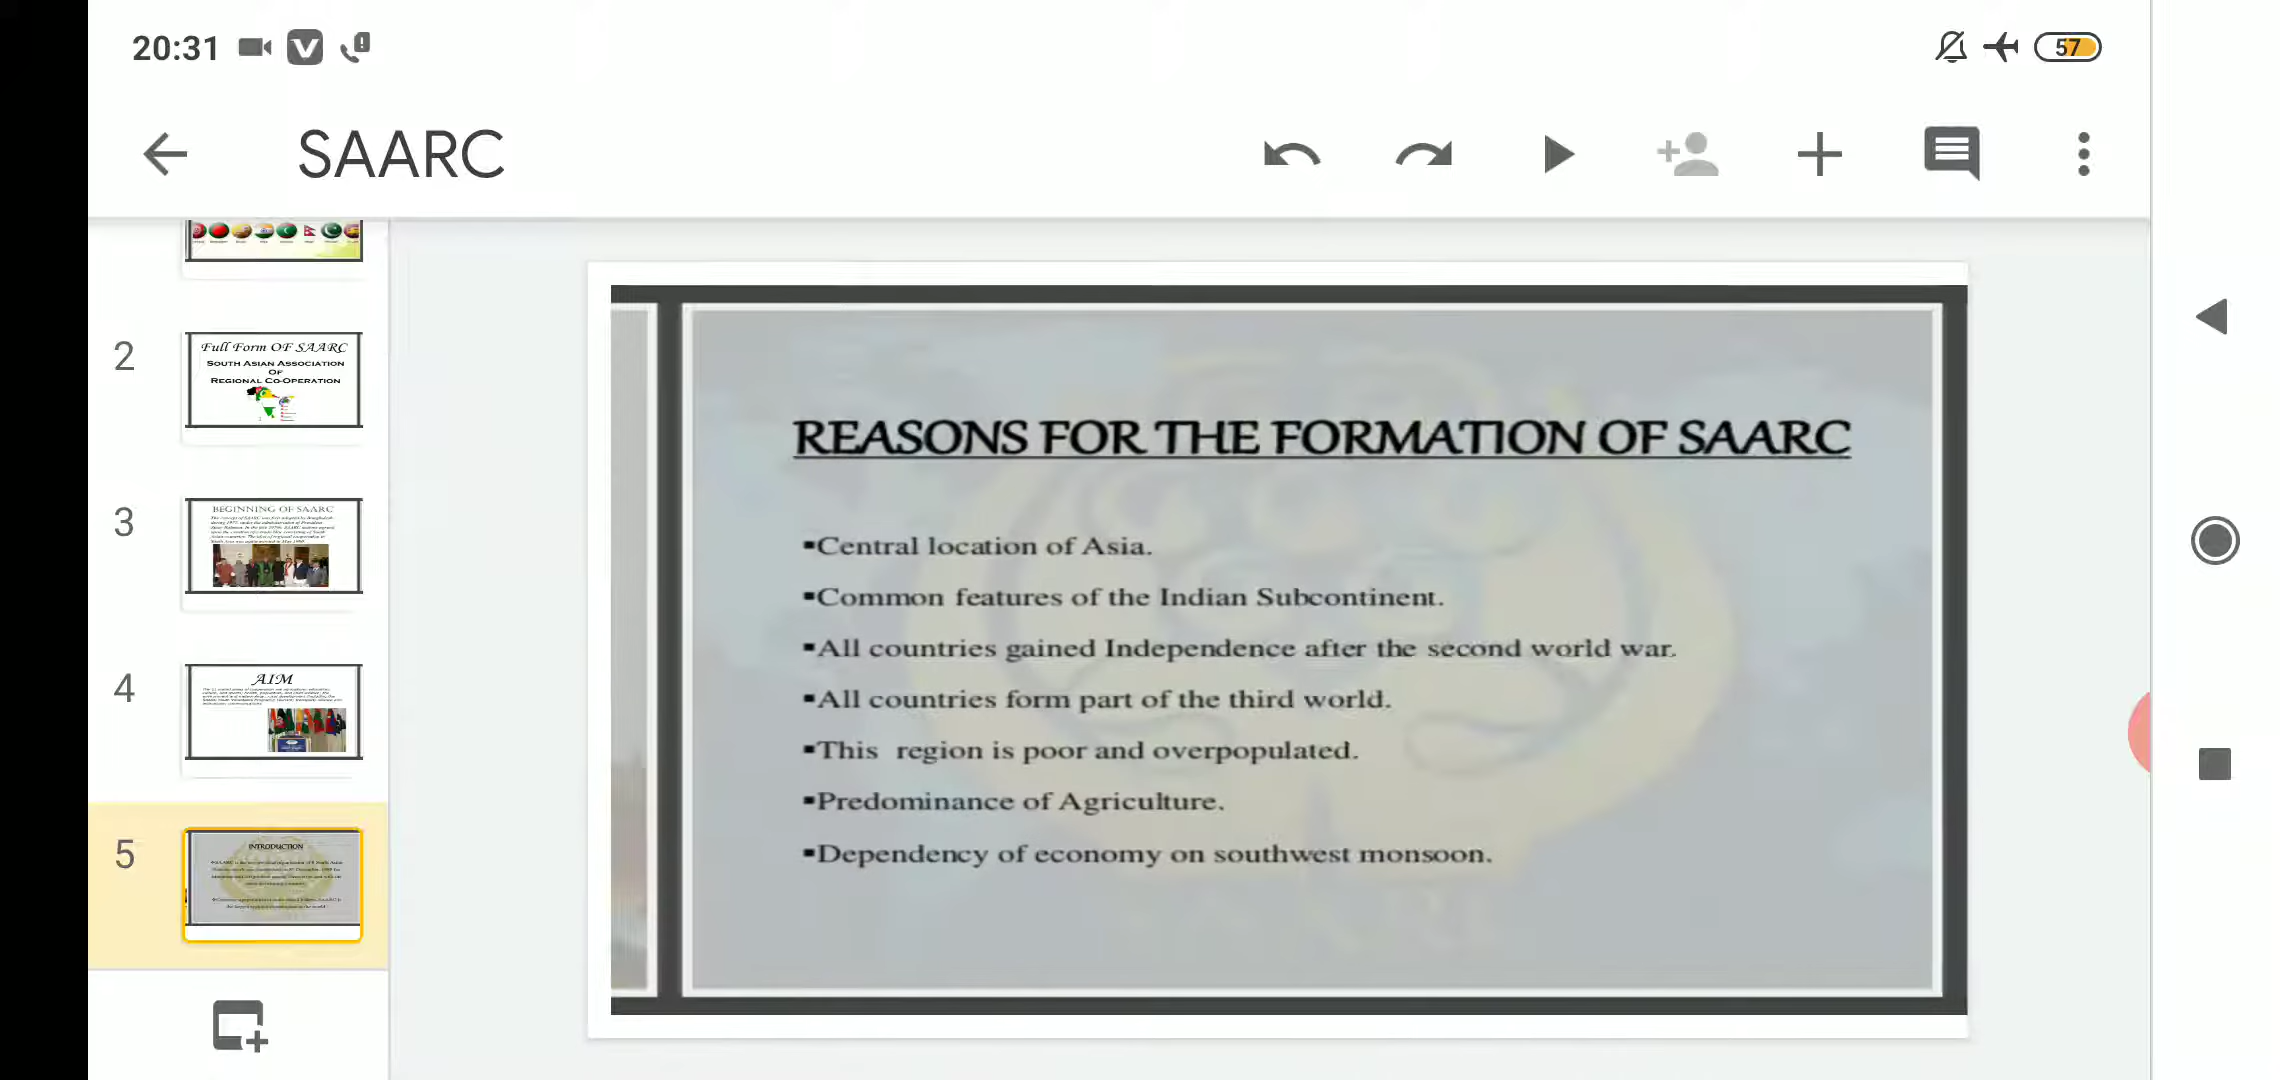 20:31
57
SAARC
2
Full Form OF SAARC
SOUTH ASIAN ASSOCIATION
OF
REGIONAL CO-OPERATION
3
BEGINNING OF SAARC
4
AIM
5
INTRODUCTION
REASONS FOR THE FORMATION OF SAARC
▪Central location of Asia.
▪Common features of the Indian Subcontinent.
▪All countries gained Independence after the second world war.
▪All countries form part of the third world.
▪This region is poor and overpopulated.
▪Predominance of Agriculture.
▪Dependency of economy on southwest monsoon.